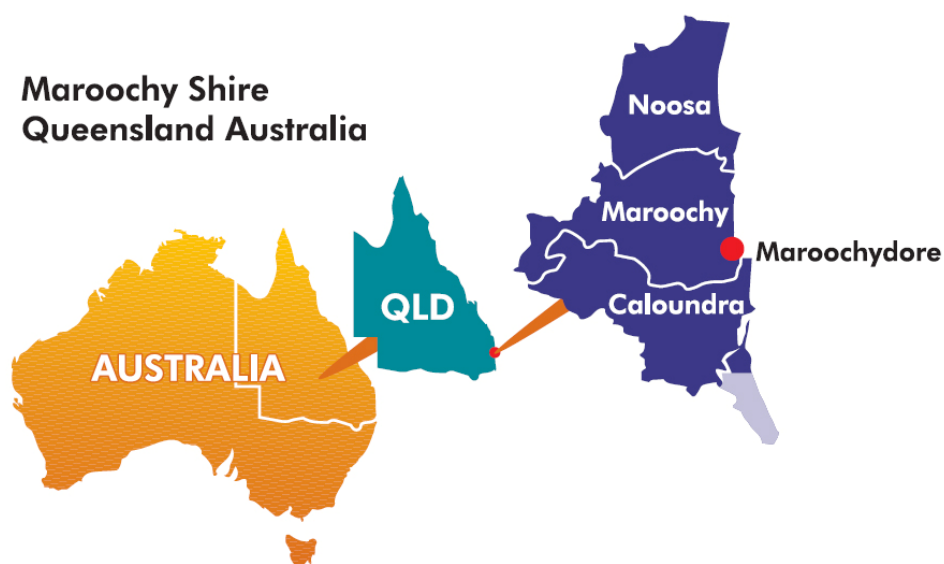 Maroochy Shire
Queensland Australia
Noosa
Maroochy
Maroochydore
Caloundra
QLD
AUSTRALIA